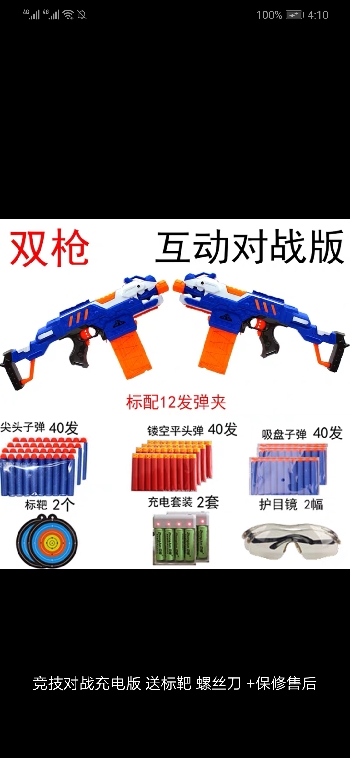 4G 4G 100% 4:10
双枪 互动对战版
标配12发弹夹
尖头子弹 40发 镂空平头弹 40发 吸盘子弹 40发
标靶 2个 充电套装 2套 护目镜 2幅
竞技对战充电版 送标靶 螺丝刀 +保修售后